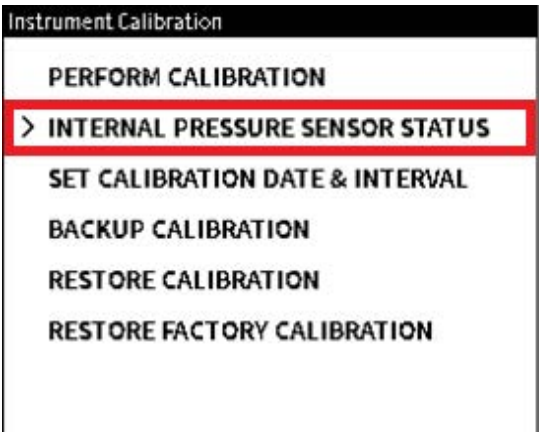 Instrument Calibration
PERFORM CALIBRATION
> INTERNAL PRESSURE SENSOR STATUS
SET CALIBRATION DATE & INTERVAL
BACKUP CALIBRATION
RESTORE CALIBRATION
RESTORE FACTORY CALIBRATION